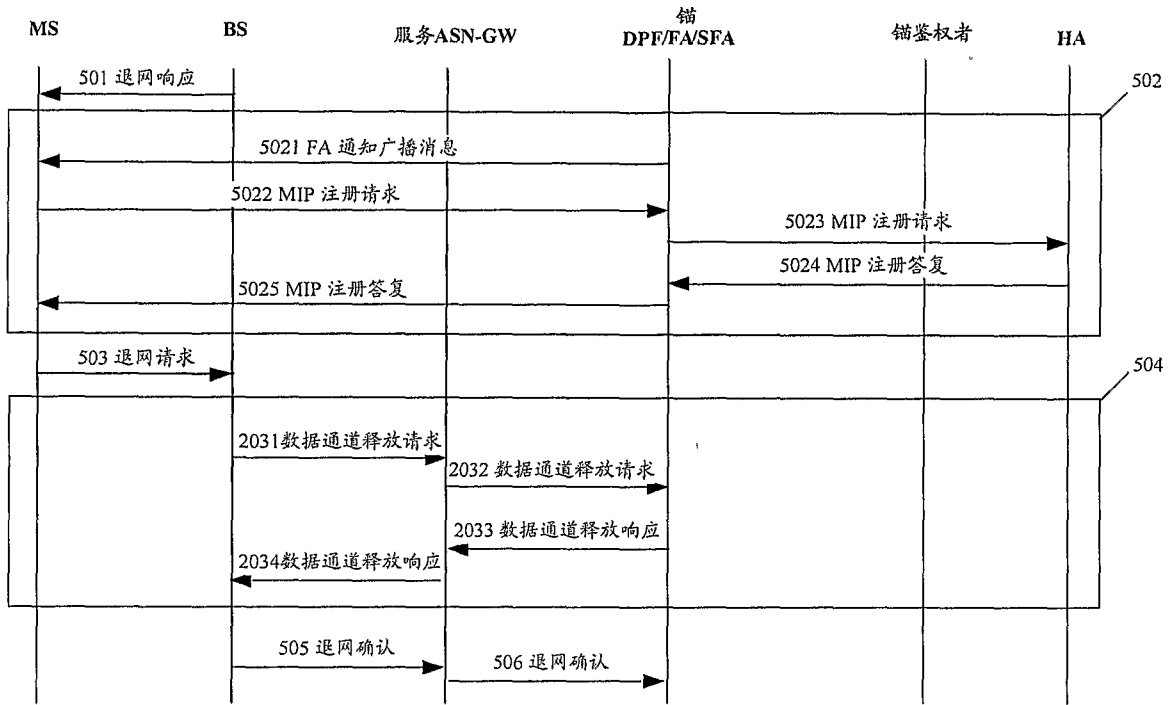 MS
BS
服务ASN-GW
锚
DPF/FA/SFA
锚鉴权者
HA
501 退网响应
502
5021 FA 通知广播消息
5022 MIP 注册请求
5023 MIP 注册请求
5024 MIP 注册答复
5025 MIP 注册答复
503 退网请求
504
2031数据通道释放请求
2032 数据通道释放请求
2033 数据通道释放响应
2034数据通道释放响应
505 退网确认
506 退网确认